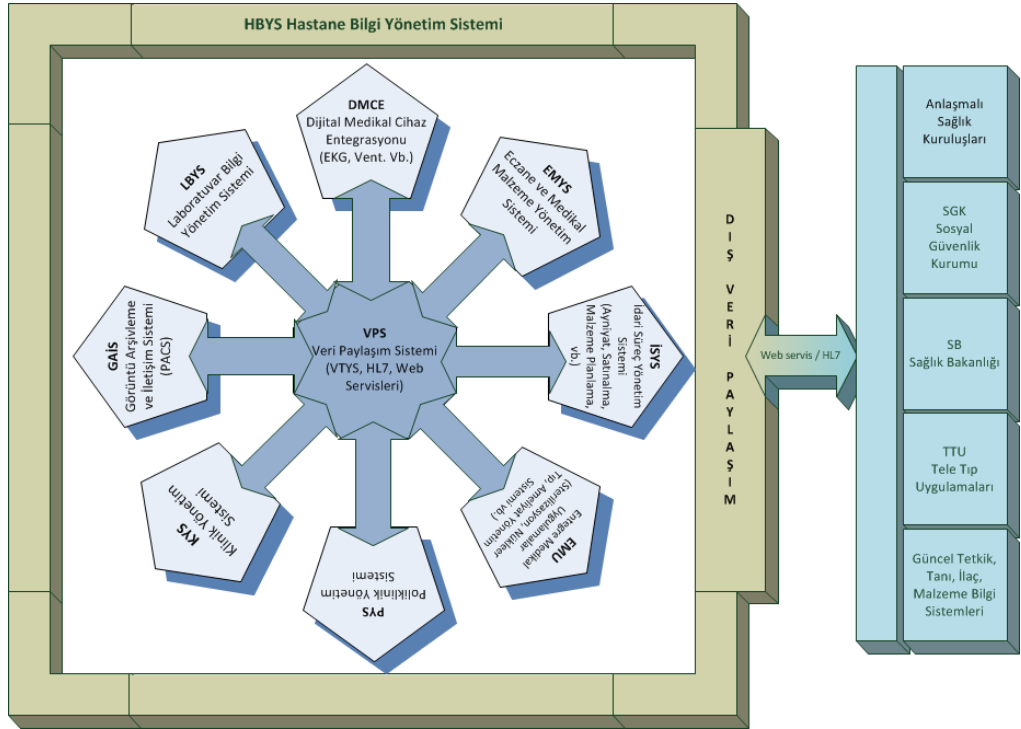 HBYS Hastane Bilgi Yönetim Sistemi
DMCE
Dijital Medikal Cihaz
Entegrasyonu
(EKG, Vent. Vb.)
EMYS
Eczane ve Medikal
Malzeme Yönetim
Sistemi
İSYS
İdari Süreç Yönetim
Sistemi
(Ayniyat, Satınalma,
Malzeme Planlama,
vb.)
EMU
Entegre Medikal
Uygulamalar
(Sterilizasyon, Nükleer
Tıp, Ameliyat Yönetim
Sistemi vb.)
PYS
Poliklinik Yönetim
Sistemi
KYS
Klinik Yönetim
Sistemi
GAİS
Görüntü Arşivleme
ve İletişim Sistemi
(PACS)
LBYS
Laboratuvar Bilgi
Yönetim Sistemi
VPS
Veri Paylaşım Sistemi
(VTYS, HL7, Web
Servisleri)
DIŞ VERİ PAYLAŞIM
Web servis / HL7
Anlaşmalı
Sağlık
Kuruluşları
SGK
Sosyal
Güvenlik
Kurumu
SB
Sağlık Bakanlığı
TTU
Tele Tıp
Uygulamaları
Güncel Tetkik,
Tanı, İlaç,
Malzeme Bilgi
Sistemleri